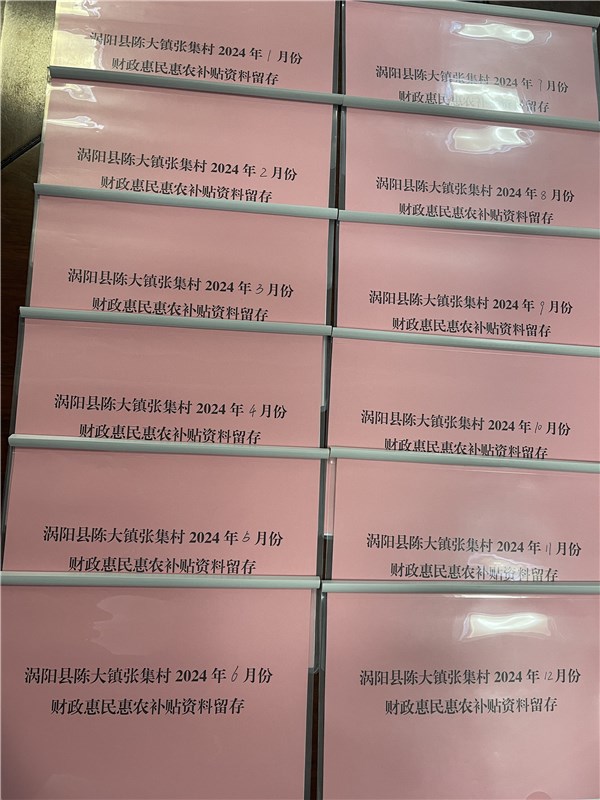 涡阳县陈大镇张集村 2024 年 1 月份
财政惠民惠农补贴资料留存
涡阳县陈大镇张集村 2024 年 2 月份
财政惠民惠农补贴资料留存
涡阳县陈大镇张集村 2024 年 3 月份
财政惠民惠农补贴资料留存
涡阳县陈大镇张集村 2024 年 4 月份
财政惠民惠农补贴资料留存
涡阳县陈大镇张集村 2024 年 5 月份
财政惠民惠农补贴资料留存
涡阳县陈大镇张集村 2024 年 6 月份
财政惠民惠农补贴资料留存
涡阳县陈大镇张集村 2024 年 7 月份
财政惠民惠农补贴资料留存
涡阳县陈大镇张集村 2024 年 8 月份
财政惠民惠农补贴资料留存
涡阳县陈大镇张集村 2024 年 9 月份
财政惠民惠农补贴资料留存
涡阳县陈大镇张集村 2024 年 10 月份
财政惠民惠农补贴资料留存
涡阳县陈大镇张集村 2024 年 11 月份
财政惠民惠农补贴资料留存
涡阳县陈大镇张集村 2024 年 12 月份
财政惠民惠农补贴资料留存